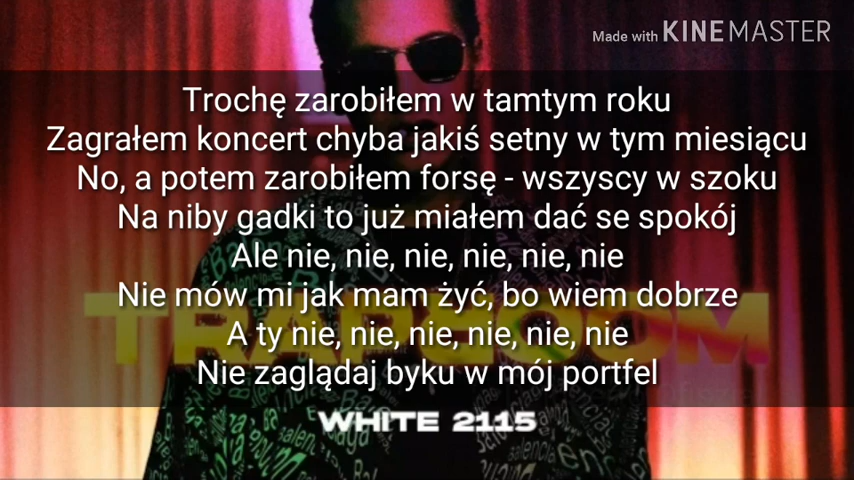 Made with KINEMASTER
Trochę zarobiłem w tamtym roku
Zagrałem koncert chyba jakiś setny w tym miesiącu
No, a potem zarobiłem forsę - wszyscy w szoku
Na niby gadki to już miałem dać se spokój
Ale nie, nie, nie, nie, nie, nie
Nie mów mi jak mam żyć, bo wiem dobrze
TRAP
OOM
A ty nie, nie, nie, nie, nie, nie
Nie zaglądaj byku w mój portfel
WHITE 2115